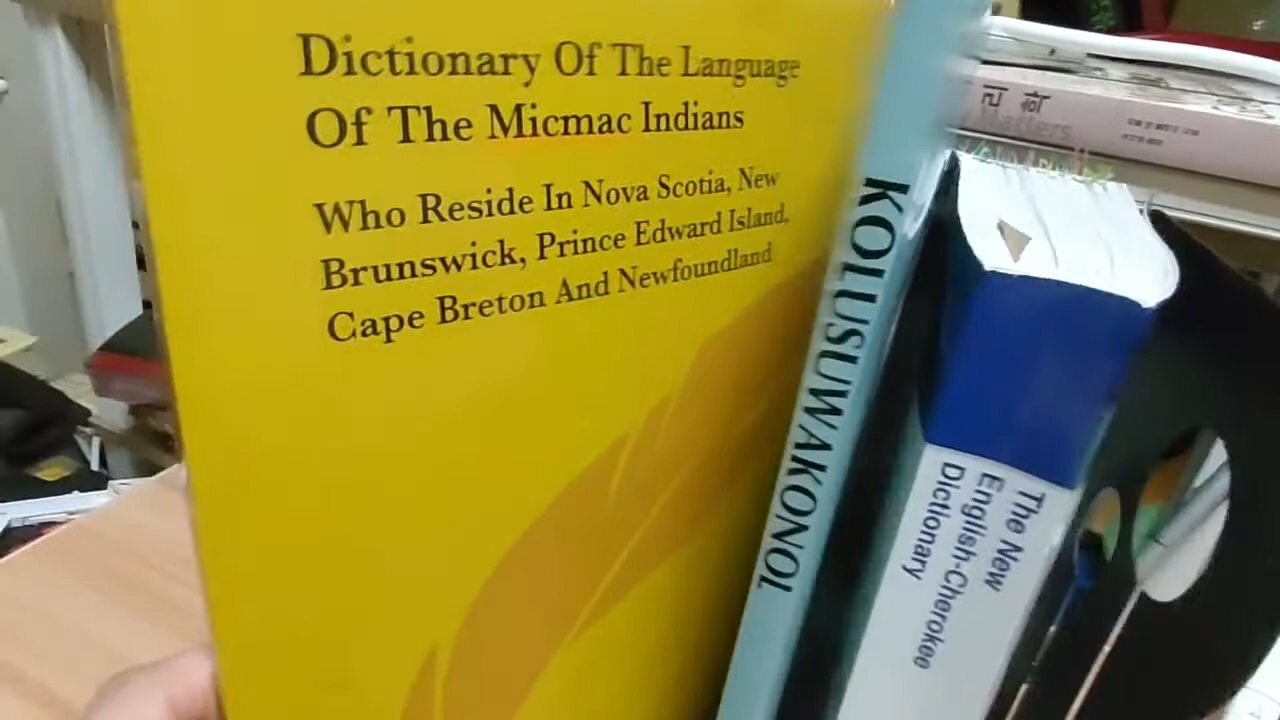 Dictionary Of The Language
Of The Micmac Indians
Who Reside In Nova Scotia, New
Brunswick, Prince Edward Island,
Cape Breton And Newfoundland
KOLUSUWAKONOL
The New
English-Cherokee
Dictionary
Matters